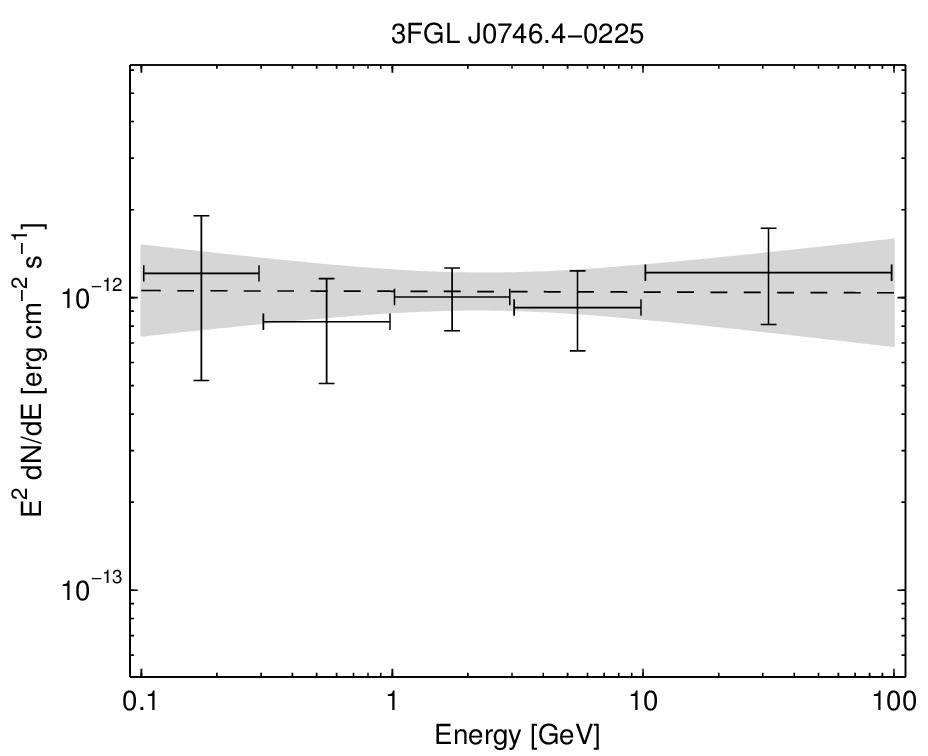 3FGL J0746.4−0225
E² dN/dE [erg cm⁻² s⁻¹]
10⁻¹²
10⁻¹³
0.1 1 10 100
Energy [GeV]